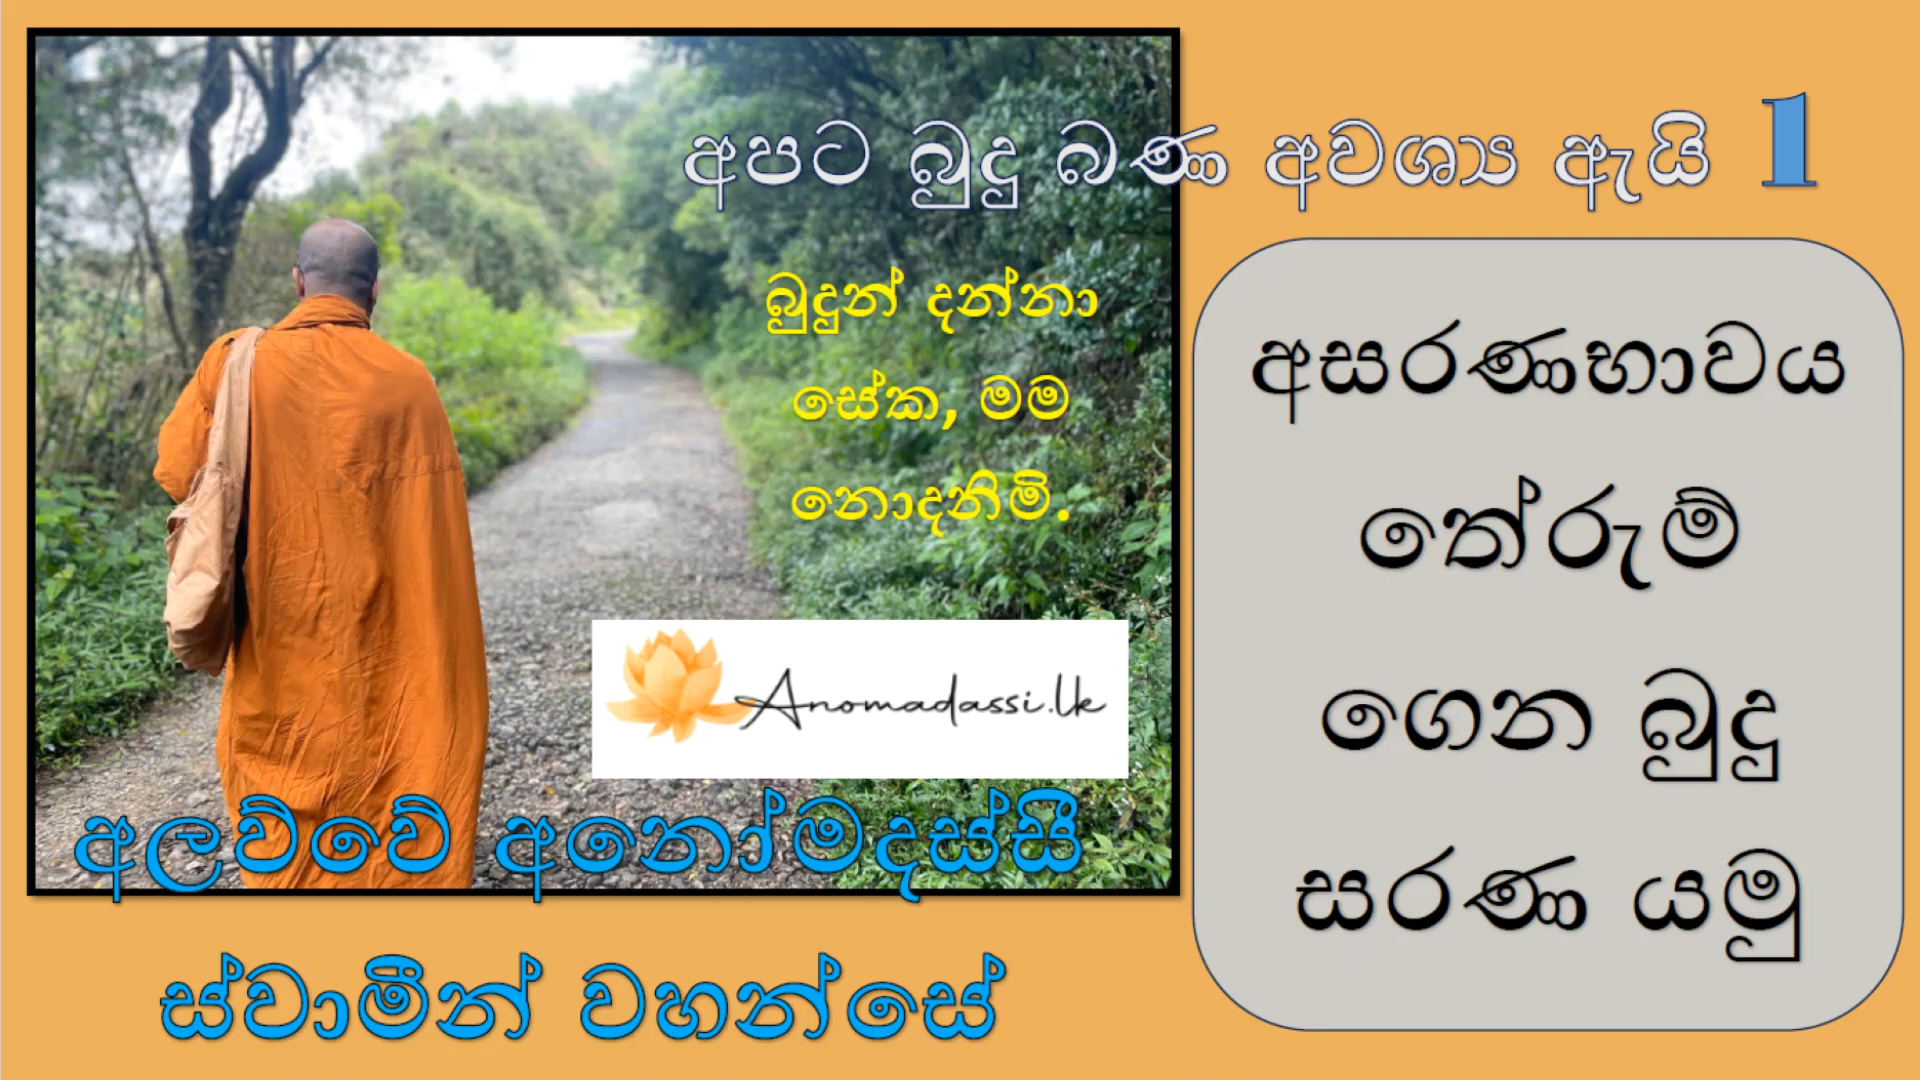 අපට බුදු බණ අවශ්‍ය ඇයි 1
බුදුන් දන්නා
සේක, මම
නොදනිමි.
Anomadassi.lk
අලව්වේ අනෝමදස්සී
ස්වාමීන් වහන්සේ
අසරණභාවය
තේරුම්
ගෙන බුදු
සරණ යමු